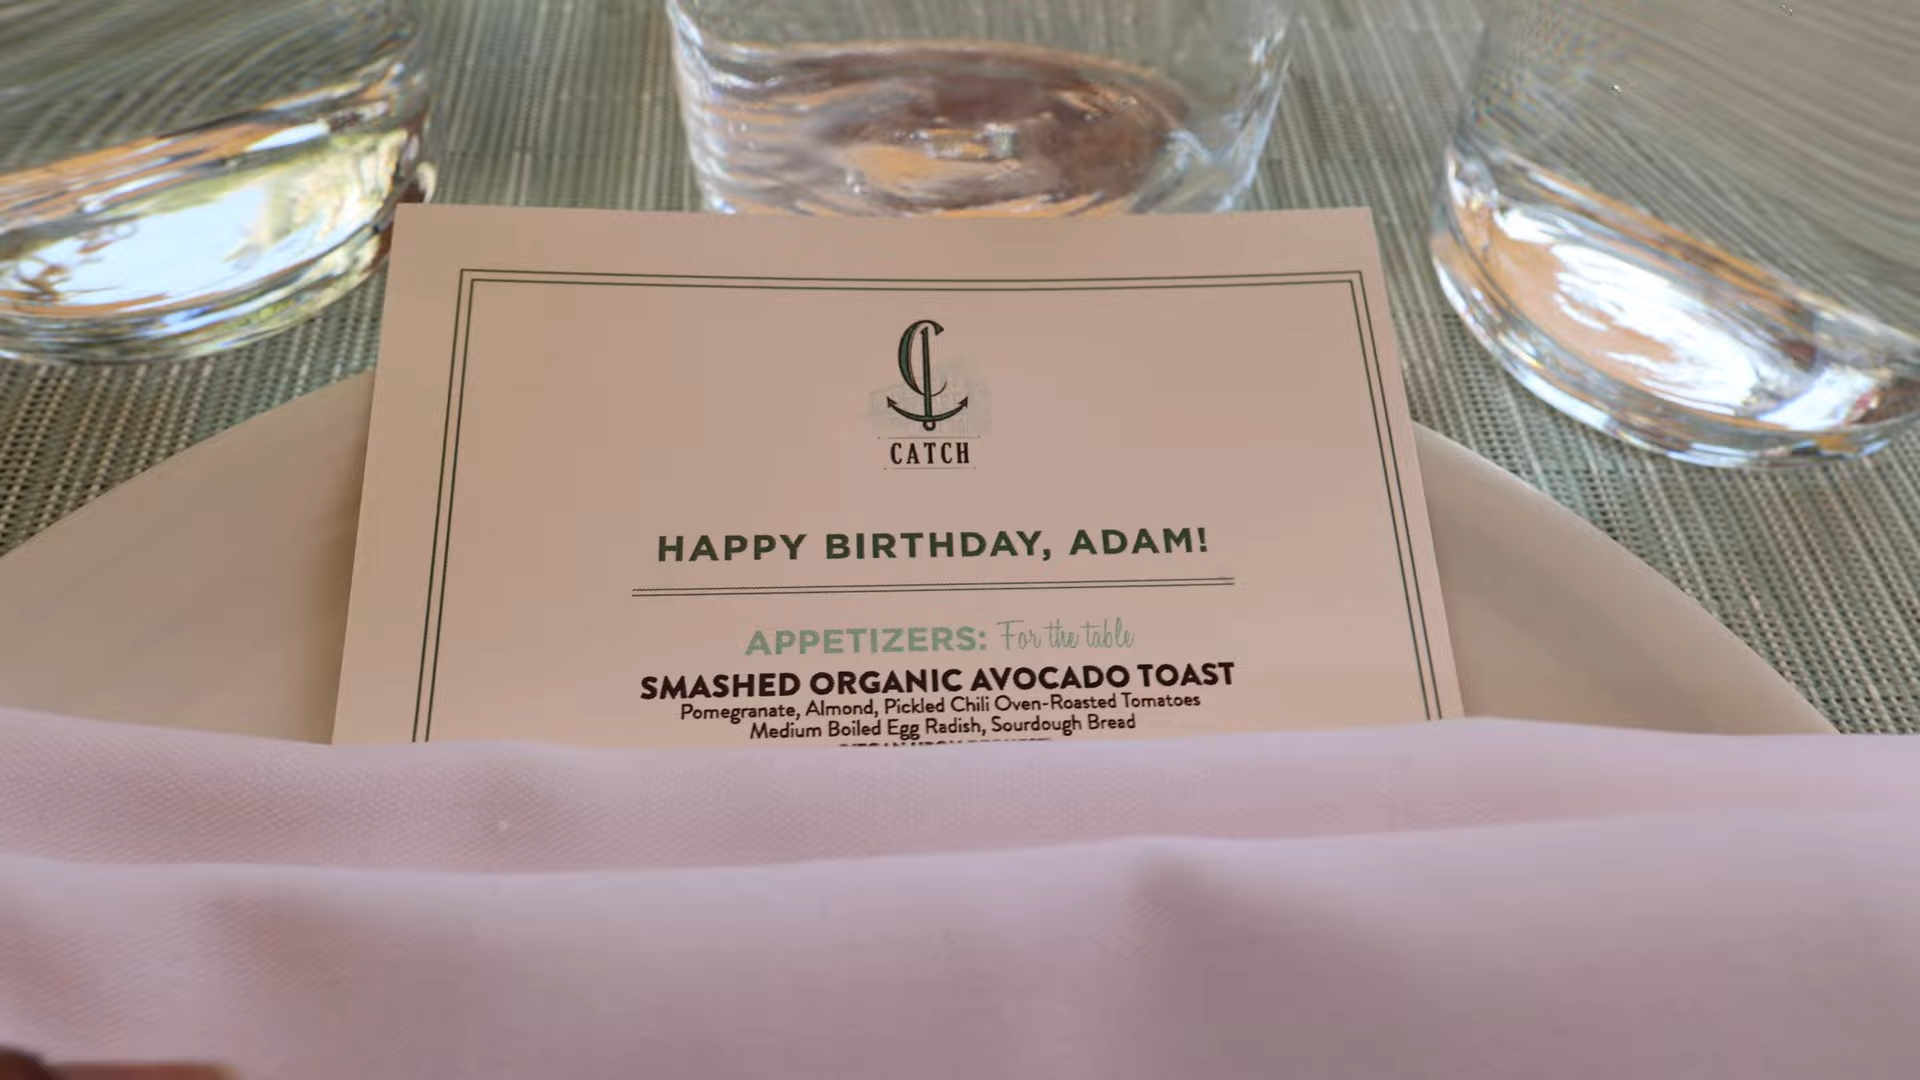 CATCH
HAPPY BIRTHDAY, ADAM!
APPETIZERS: For the table
SMASHED ORGANIC AVOCADO TOAST
Pomegranate, Almond, Pickled Chili Oven-Roasted Tomatoes
Medium Boiled Egg Radish, Sourdough Bread